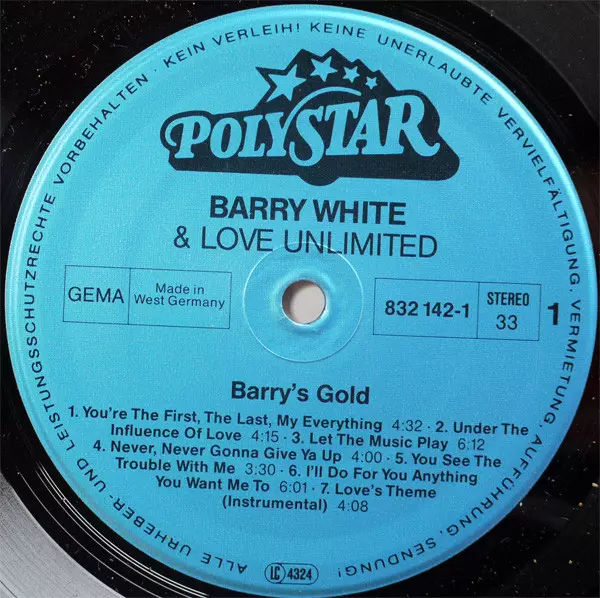 ALLE URHEBER- UND LEISTUNGSSCHUTZRECHTE VORBEHALTEN · KEIN VERLEIH! KEINE UNERLAUBTE VERVIELFÄLTIGUNG, VERMIETUNG, AUFFÜHRUNG, SENDUNG!
POLYSTAR
BARRY WHITE
& LOVE UNLIMITED
GEMA
Made in
West Germany
832 142-1
STEREO
33
1
Barry's Gold
1. You're The First, The Last, My Everything 4:32 · 2. Under The
Influence Of Love 4:15 · 3. Let The Music Play 6:12
4. Never, Never Gonna Give Ya Up 4:00 · 5. You See The
Trouble With Me 3:30 · 6. I'll Do For You Anything
You Want Me To 6:01 · 7. Love's Theme
(Instrumental) 4:08
LC 4324